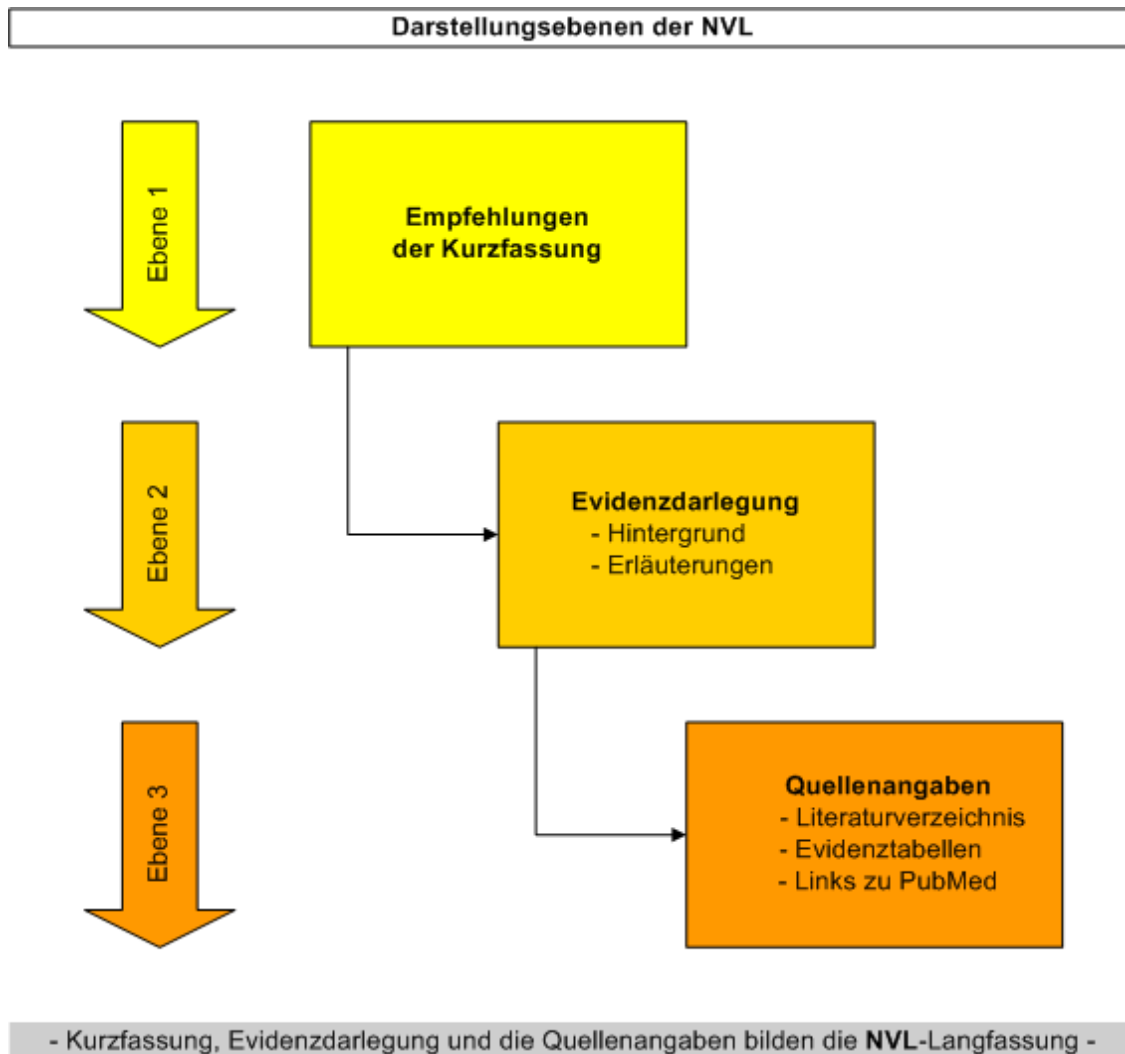 Darstellungsebenen der NVL
Ebene 1
Empfehlungen
der Kurzfassung
Ebene 2
Evidenzdarlegung
- Hintergrund
- Erläuterungen
Ebene 3
Quellenangaben
- Literaturverzeichnis
- Evidenztabellen
- Links zu PubMed
- Kurzfassung, Evidenzdarlegung und die Quellenangaben bilden die NVL-Langfassung -